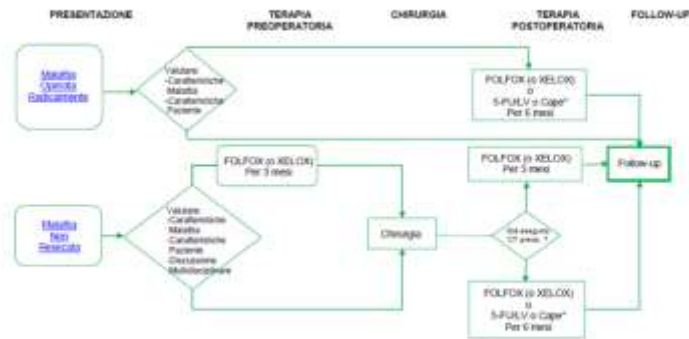 PRESENTAZIONE
TERAPIA
PREOPERATORIA
CHIRURGIA
TERAPIA
POSTOPERATORIA
FOLLOW-UP
Malattia
Operata
Radicalmente
Valutare:
-Caratteristiche
Malattia
-Caratteristiche
Paziente
FOLFOX (o XELOX)
o
5-FU/LV o Cape*
Per 6 mesi
FOLFOX (o XELOX)
Per 3 mesi
FOLFOX (o XELOX)
Per 3 mesi
Follow-up
Malattia
Non
Resecata
Valutare:
-Caratteristiche
Malattia
-Caratteristiche
Paziente
-Discussione
Multidisciplinare
Chirurgia
CT preop. ?
FOLFOX (o XELOX)
o
5-FU/LV o Cape*
Per 6 mesi